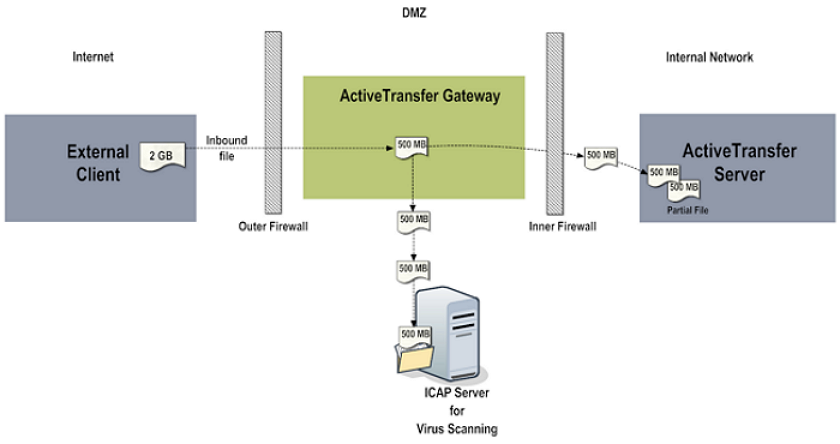 DMZ
Internet
Internal Network
ActiveTransfer Gateway
External
Client
2 GB
Inbound
file
500 MB
500 MB
ActiveTransfer
Server
500 MB
500 MB
Partial File
Outer Firewall
500 MB
Inner Firewall
500 MB
500 MB
ICAP Server
for
Virus Scanning